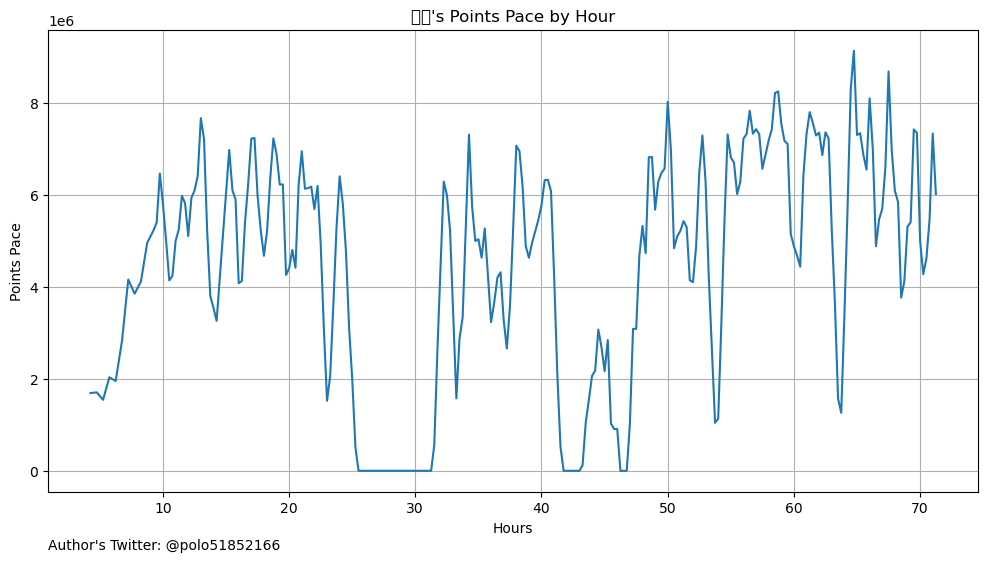 's Points Pace by Hour
1e6
Points Pace
8
6
4
2
0
10 20 30 40 50 60 70
Hours
Author's Twitter: @polo51852166